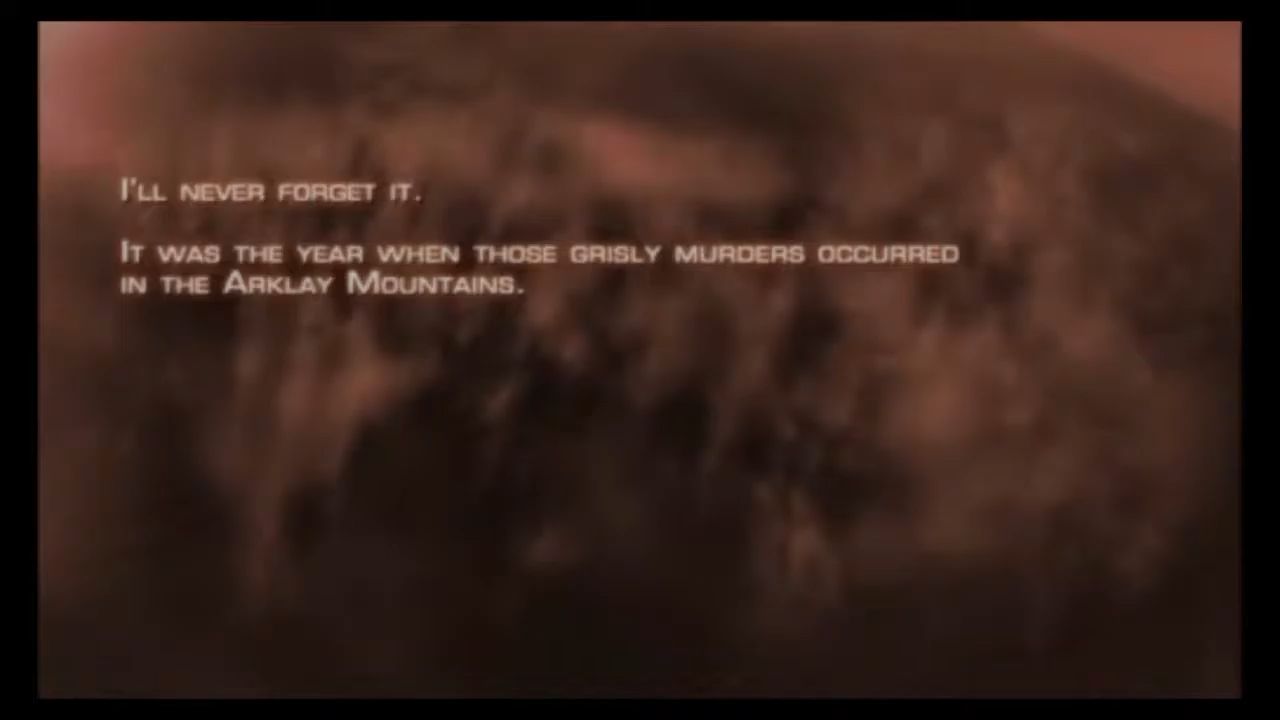 I'll never forget it.
It was the year when those grisly murders occurred
in the Arklay Mountains.